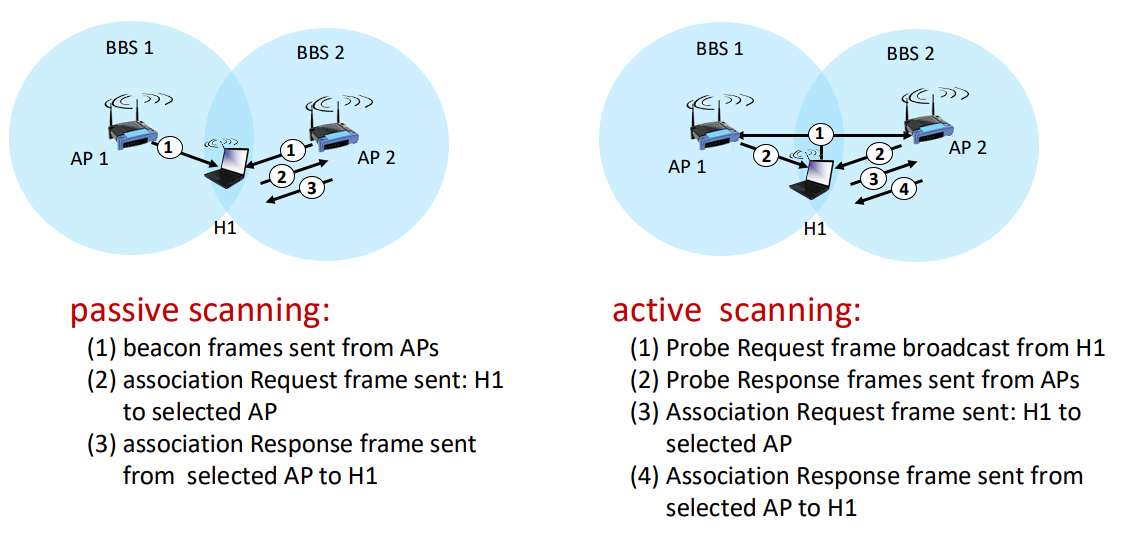 BBS 1
BBS 2
AP 1
1
1
AP 2
2
3
H1
passive scanning:
(1) beacon frames sent from APs
(2) association Request frame sent: H1
to selected AP
(3) association Response frame sent
from selected AP to H1
BBS 1
BBS 2
1
AP 1
2
2
AP 2
3
4
H1
active scanning:
(1) Probe Request frame broadcast from H1
(2) Probe Response frames sent from APs
(3) Association Request frame sent: H1 to
selected AP
(4) Association Response frame sent from
selected AP to H1